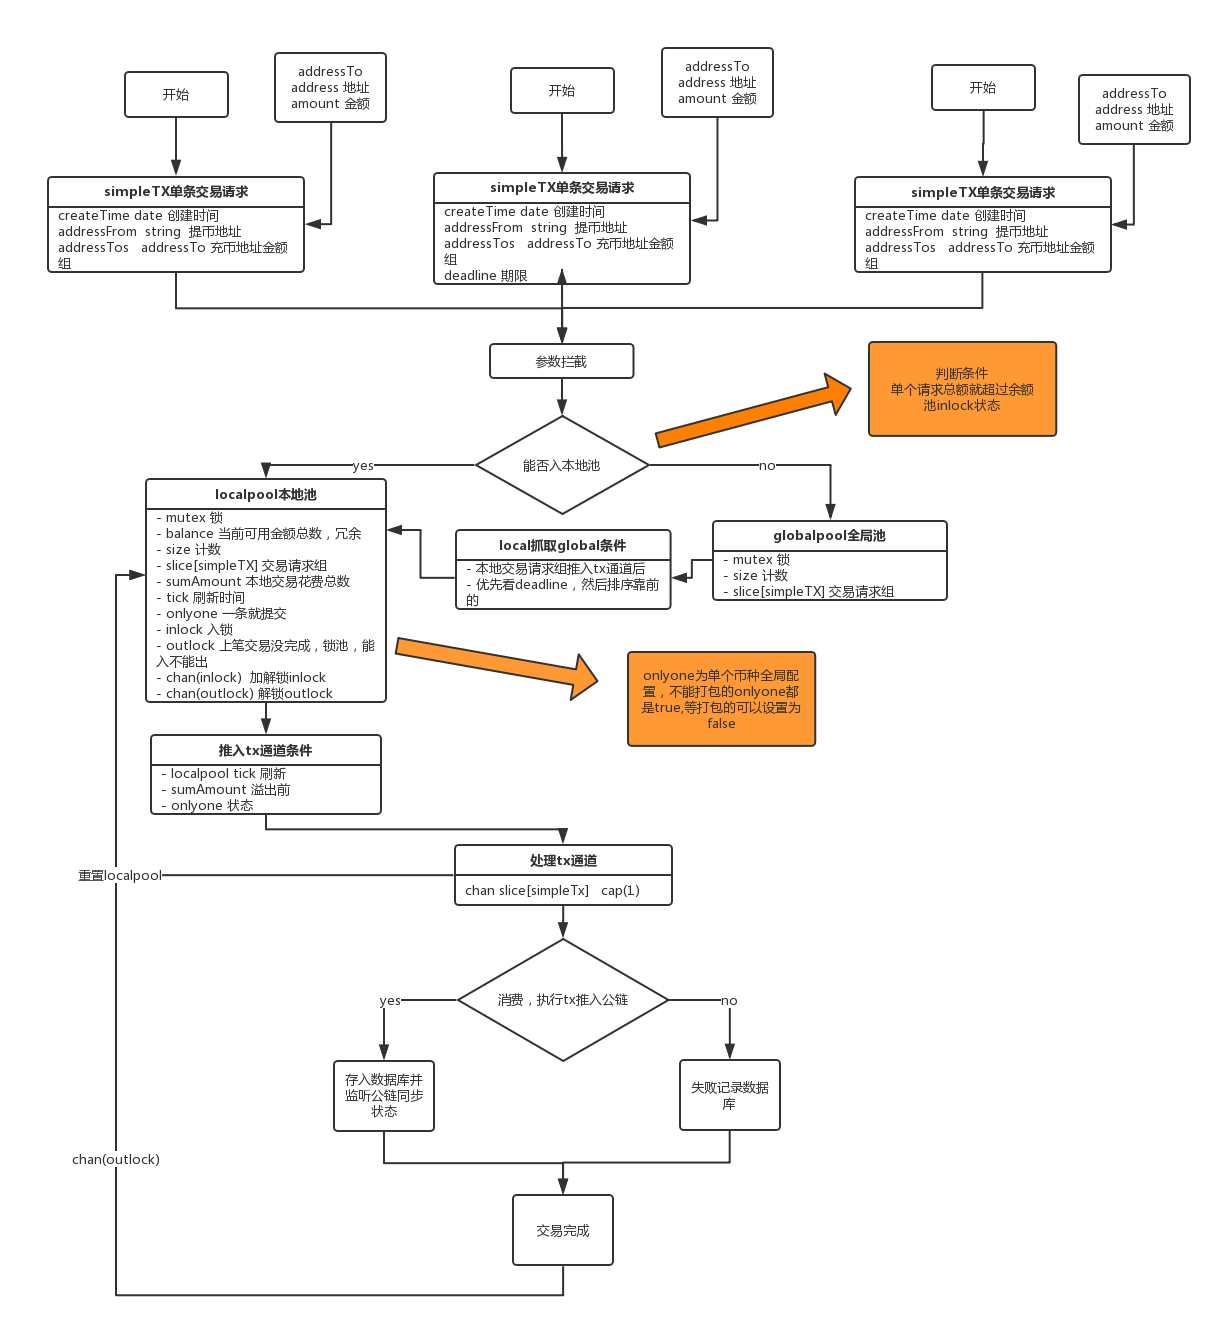 开始
addressTo
address 地址
amount 金额
开始
addressTo
address 地址
amount 金额
开始
addressTo
address 地址
amount 金额
simpleTX单条交易请求
createTime date 创建时间
addressFrom string 提币地址
addressTos addressTo 充币地址金额
组
simpleTX单条交易请求
createTime date 创建时间
addressFrom string 提币地址
addressTos addressTo 充币地址金额
组
deadline 期限
simpleTX单条交易请求
createTime date 创建时间
addressFrom string 提币地址
addressTos addressTo 充币地址金额
组
参数拦截
判断条件
单个请求总额就超过余额
池inlock状态
能否入本地池
yes
no
localpool本地池
- mutex 锁
- balance 当前可用金额总数，冗余
- size 计数
- slice[simpleTX] 交易请求组
- sumAmount 本地交易花费总数
- tick 刷新时间
- onlyone 一条就提交
- inlock 入锁
- outlock 上笔交易没完成，锁池，能
入不能出
- chan(inlock) 加解锁inlock
- chan(outlock) 解锁outlock
local抓取global条件
- 本地交易请求组推入tx通道后
- 优先看deadline，然后排序靠前
的
globalpool全局池
- mutex 锁
- size 计数
- slice[simpleTX] 交易请求组
onlyone为单个币种全局配
置，不能打包的onlyone都
是true,等打包的可以设置为
false
推入tx通道条件
- localpool tick 刷新
- sumAmount 溢出前
- onlyone 状态
处理tx通道
chan slice[simpleTx] cap(1)
重置localpool
消费，执行tx推入公链
yes
no
存入数据库并
监听公链同步
状态
失败记录数据
库
chan(outlock)
交易完成